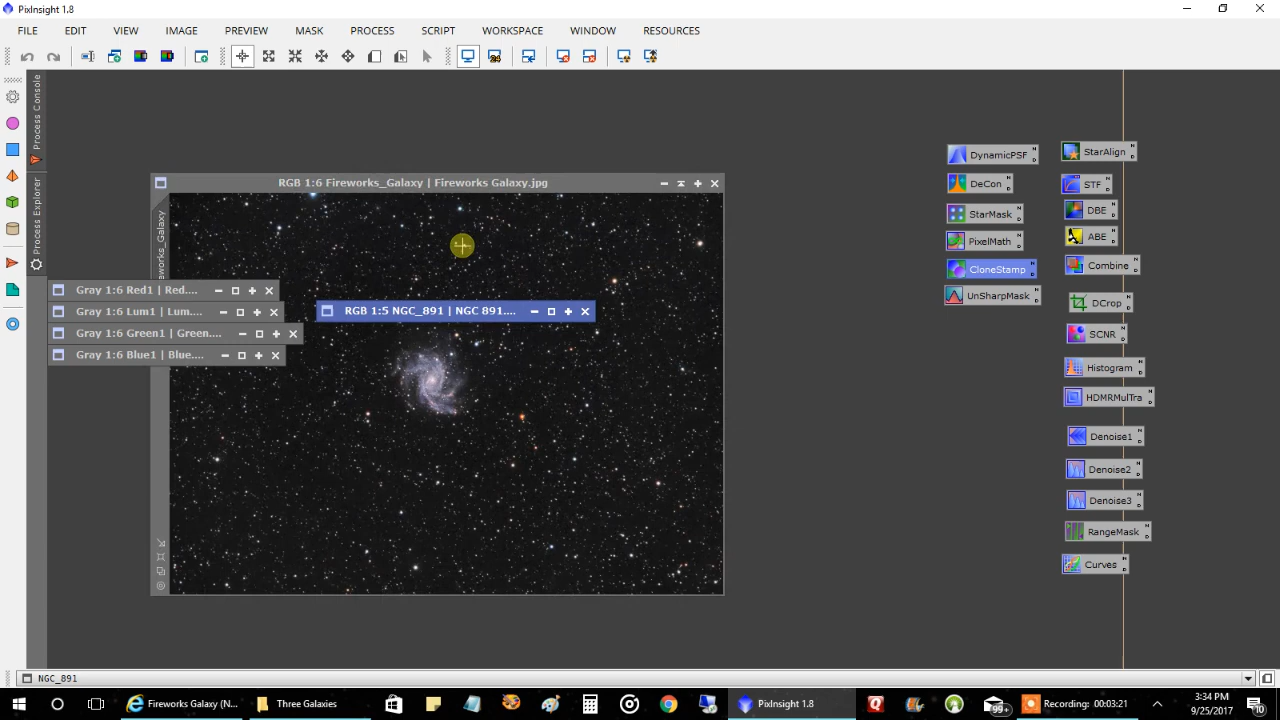 PixInsight 1.8
FILE EDIT VIEW IMAGE PREVIEW MASK PROCESS SCRIPT WORKSPACE WINDOW RESOURCES
Process Console
Process Explorer
RGB 1:6 Fireworks_Galaxy | Fireworks Galaxy.jpg
eworks_Galaxy
Gray 1:6 Red1 | Red....
Gray 1:6 Lum1 | Lum....
Gray 1:6 Green1 | Green....
Gray 1:6 Blue1 | Blue....
RGB 1:5 NGC_891 | NGC 891....
DynamicPSF
DeCon
StarMask
PixelMath
CloneStamp
UnSharpMask
StarAlign
STF
DBE
ABE
Combine
DCrop
SCNR
Histogram
HDMRMulTra
Denoise1
Denoise2
Denoise3
RangeMask
Curves
NGC_891
Fireworks Galaxy (N...
Three Galaxies
PixInsight 1.8
99+
Recording: 00:03:21
3:34 PM
9/25/2017
10